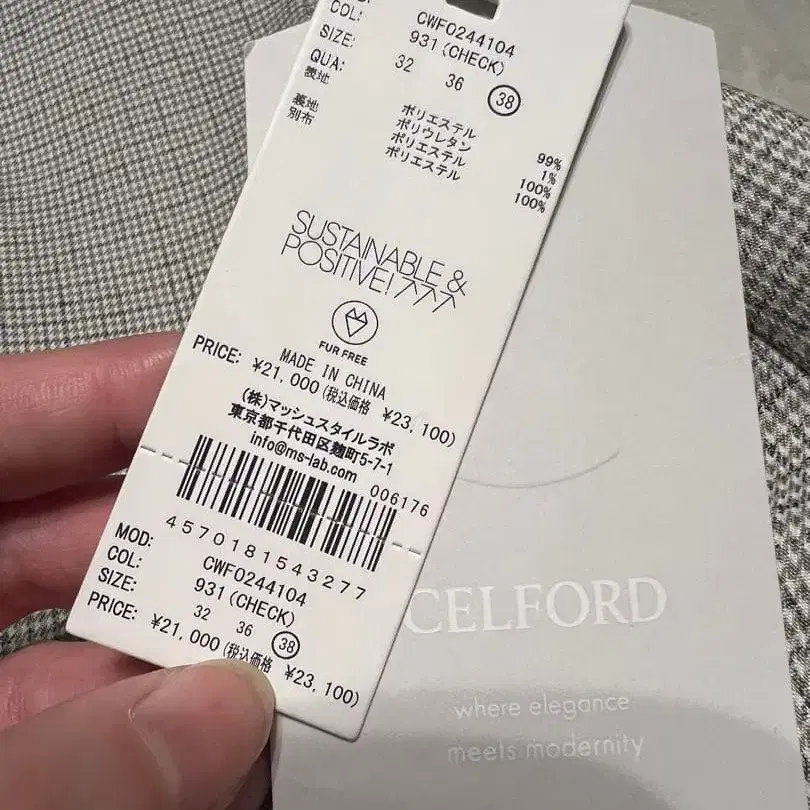 COL: CWFO244104
SIZE: 931(CHECK)
32 36 38
QUA:
表地 ポリエステル 99%
ポリウレタン 1%
裏地 ポリエステル 100%
別布 ポリエステル 100%
SUSTAINABLE &
POSITIVE!
FUR FREE
MADE IN CHINA
PRICE: ¥21,000(税込価格 ¥23,100)
(株)マッシュスタイルラボ
東京都千代田区麹町5-7-1
info@ms-lab.com
006176
4570181543277
MOD: CWFO244104
COL: 931(CHECK)
SIZE: 32 36 38
PRICE: ¥21,000(税込価格 ¥23,100)
CELFORD
where elegance
meets modernity